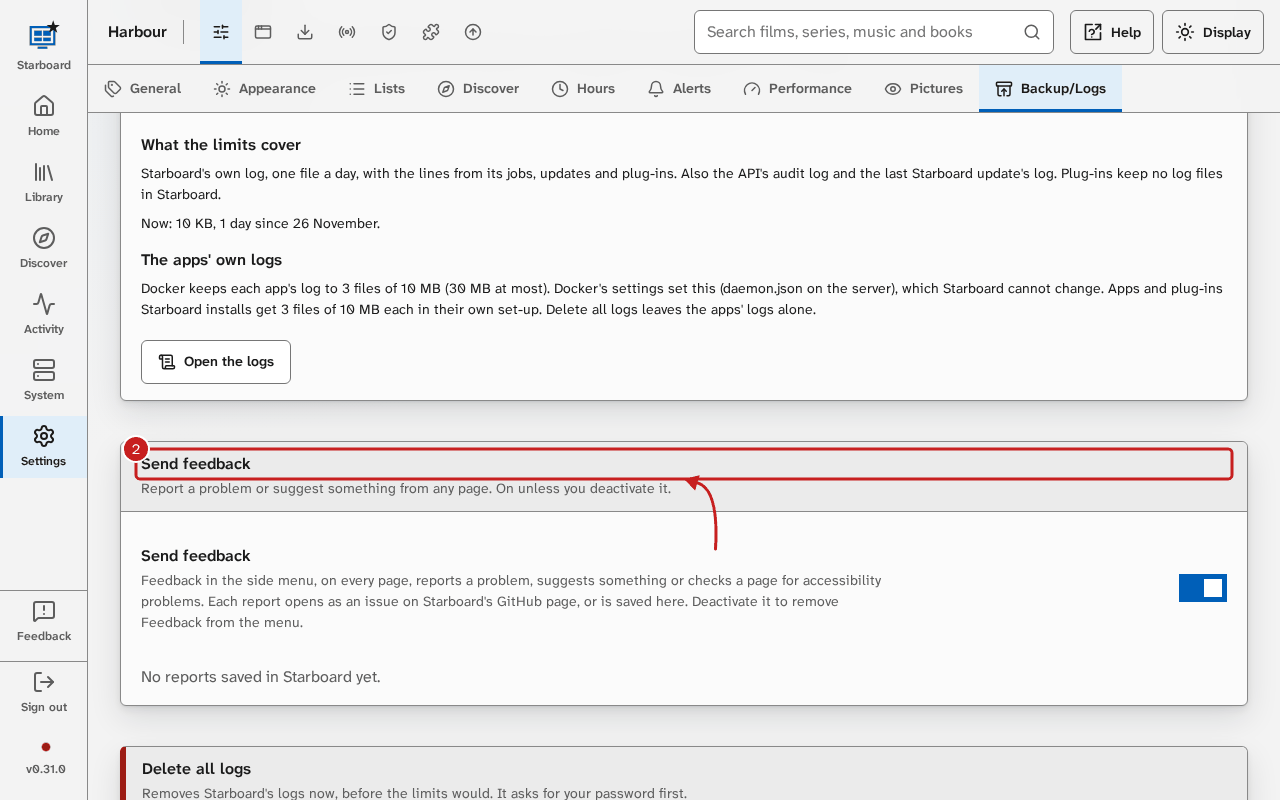 Starboard
Home
Library
Discover
Activity
System
Settings
Feedback
Sign out
v0.31.0
Harbour
Search films, series, music and books
Help
Display
General
Appearance
Lists
Discover
Hours
Alerts
Performance
Pictures
Backup/Logs
What the limits cover
Starboard's own log, one file a day, with the lines from its jobs, updates and plug-ins. Also the API's audit log and the last Starboard update's log. Plug-ins keep no log files
in Starboard.
Now: 10 KB, 1 day since 26 November.
The apps' own logs
Docker keeps each app's log to 3 files of 10 MB (30 MB at most). Docker's settings set this (daemon.json on the server), which Starboard cannot change. Apps and plug-ins
Starboard installs get 3 files of 10 MB each in their own set-up. Delete all logs leaves the apps' logs alone.
Open the logs
2
Send feedback
Report a problem or suggest something from any page. On unless you deactivate it.
Send feedback
Feedback in the side menu, on every page, reports a problem, suggests something or checks a page for accessibility
problems. Each report opens as an issue on Starboard's GitHub page, or is saved here. Deactivate it to remove
Feedback from the menu.
No reports saved in Starboard yet.
Delete all logs
Removes Starboard's logs now, before the limits would. It asks for your password first.